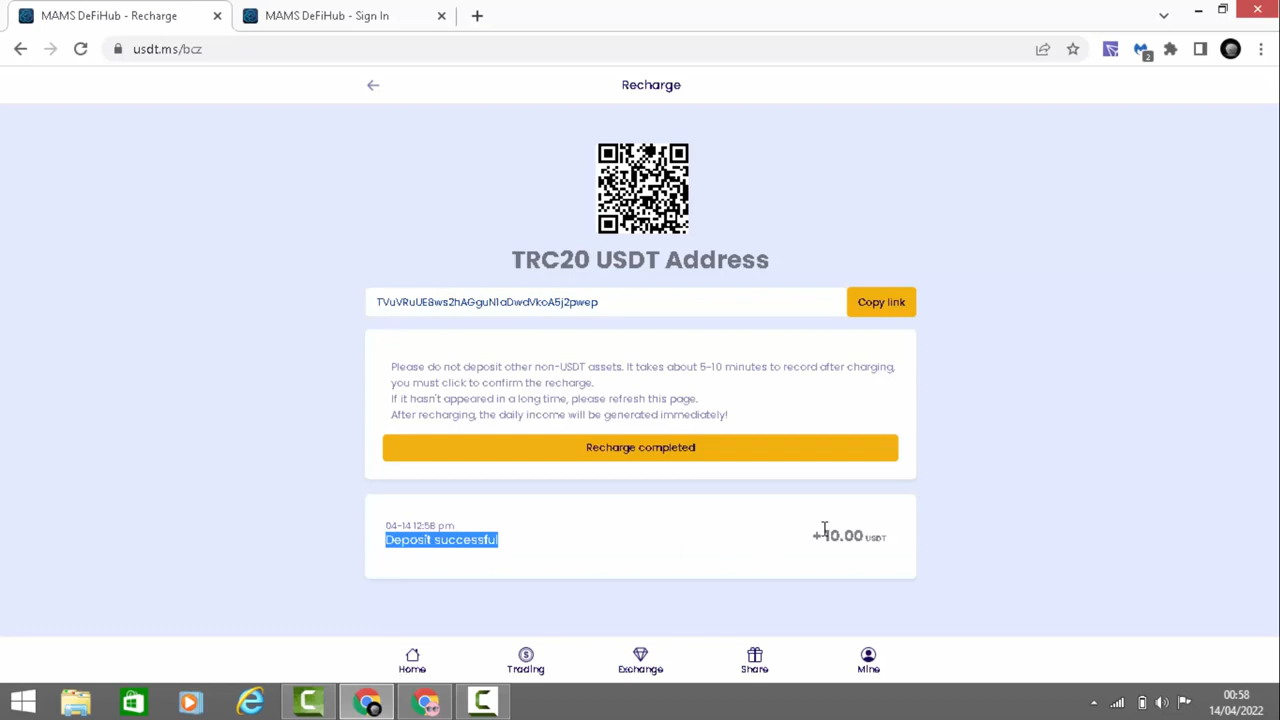 MAMS DeFiHub - Recharge
MAMS DeFiHub - Sign In
usdt.ms/bcz
2
Recharge
TRC20 USDT Address
TVuVRuUE8ws2hAGguN1aDwdVkoA5j2pwep
Copy link
Please do not deposit other non-USDT assets. It takes about 5-10 minutes to record after charging,
you must click to confirm the recharge.
If it hasn't appeared in a long time, please refresh this page.
After recharging, the daily income will be generated immediately!
Recharge completed
04-14 12:58 pm
Deposit successful
+10.00 USDT
Home
Trading
Exchange
Share
Mine
00:58
14/04/2022